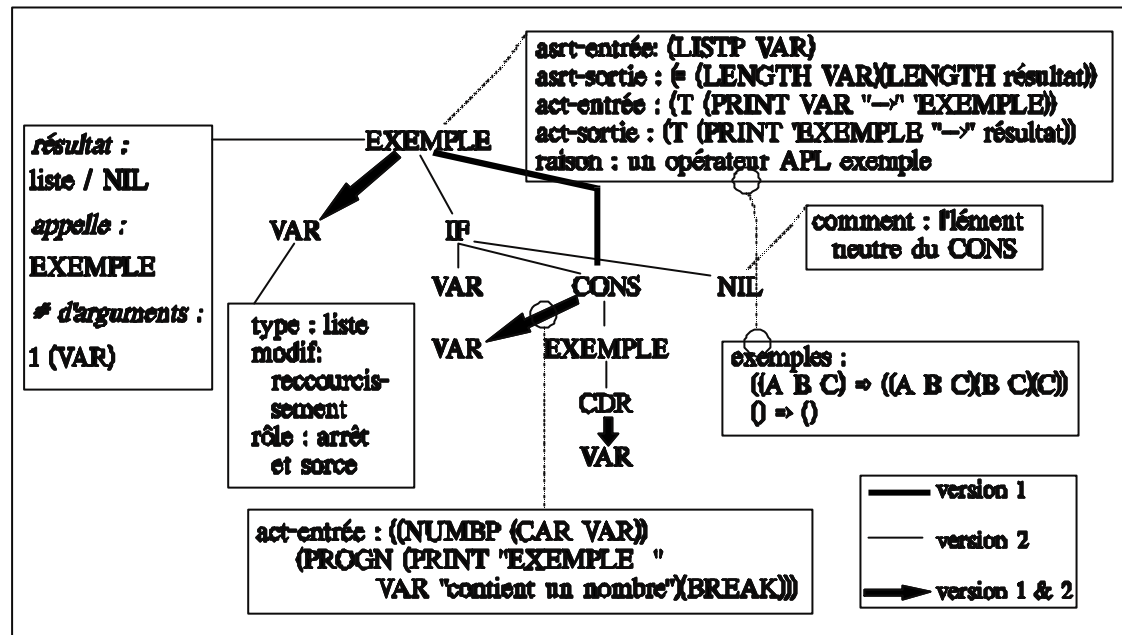 asrt-entrée: (LISTP VAR)
asrt-sortie : (= (LENGTH VAR)(LENGTH résultat))
act-entrée : (T (PRINT VAR "—>" 'EXEMPLE))
act-sortie : (T (PRINT 'EXEMPLE "—>" résultat))
raison : un opérateur APL exemple
EXEMPLE
résultat :
liste / NIL
appelle :
EXEMPLE
# d'arguments :
1 (VAR)
VAR
IF
comment : l'lément
neutre du CONS
VAR
CONS
NIL
type : liste
modif:
reccourcis-
sement
rôle : arrêt
et sorce
VAR
EXEMPLE
CDR
VAR
exemples :
((A B C) => ((A B C)(B C)(C))
() => ()
version 1
version 2
version 1 & 2
act-entrée : ((NUMBP (CAR VAR))
(PROGN (PRINT "EXEMPLE "
VAR "contient un nombre")(BREAK)))